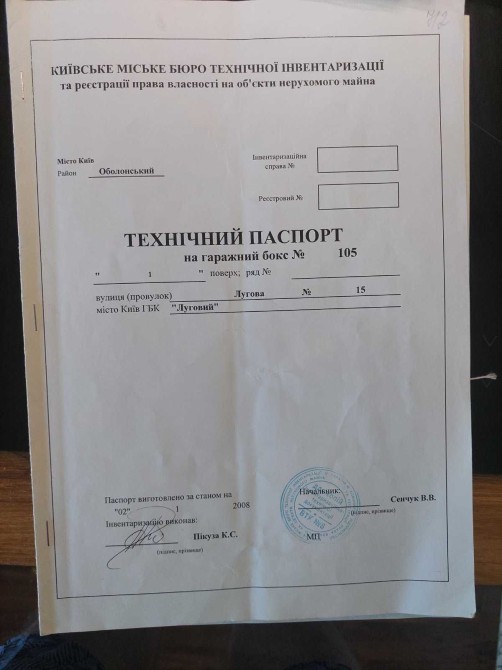 КИЇВСЬКЕ МІСЬКЕ БЮРО ТЕХНІЧНОЇ ІНВЕНТАРИЗАЦІЇ
та реєстрації права власності на об'єкти нерухомого майна
Місто Київ
Район Оболонський
Інвентаризаційна
справа №
Реєстровий №
ТЕХНІЧНИЙ ПАСПОРТ
на гаражний бокс № 105
" 1 " поверх; ряд №
вулиця (провулок) Лугова № 15
місто Київ ГБК "Луговий"
Паспорт виготовлено за станом на
"02" 1 2008
Інвентаризацію виконав:
Пікуза К.С.
(підпис, прізвище)
Начальник:
Сенчук В.В.
(підпис, прізвище)
МП